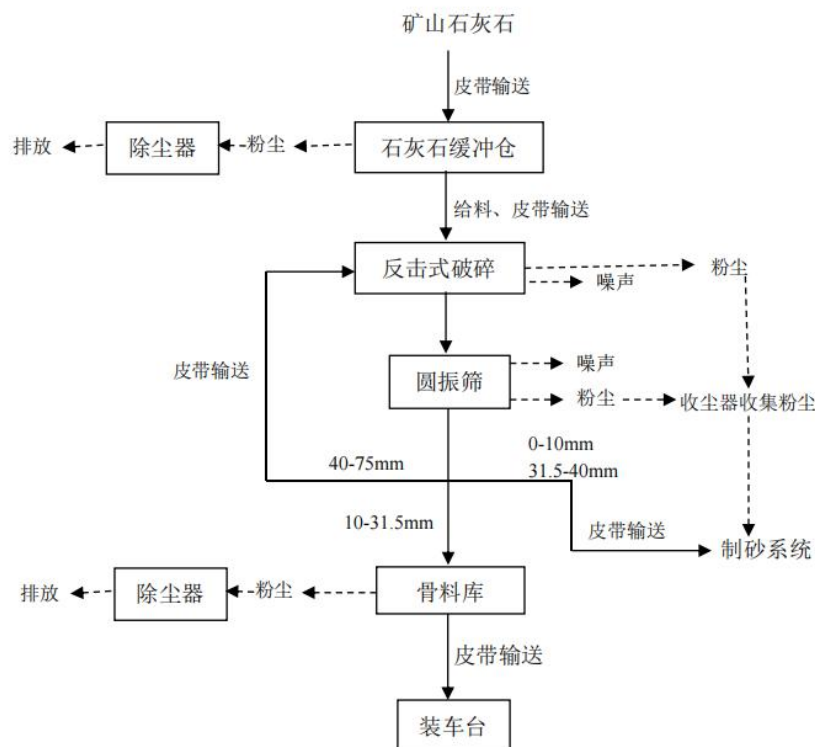 矿山石灰石
皮带输送
排放
除尘器
粉尘
石灰石缓冲仓
给料、皮带输送
反击式破碎
粉尘
噪声
皮带输送
圆振筛
噪声
粉尘
收尘器收集粉尘
40-75mm
0-10mm
31.5-40mm
10-31.5mm
皮带输送
制砂系统
排放
除尘器
粉尘
骨料库
皮带输送
装车台